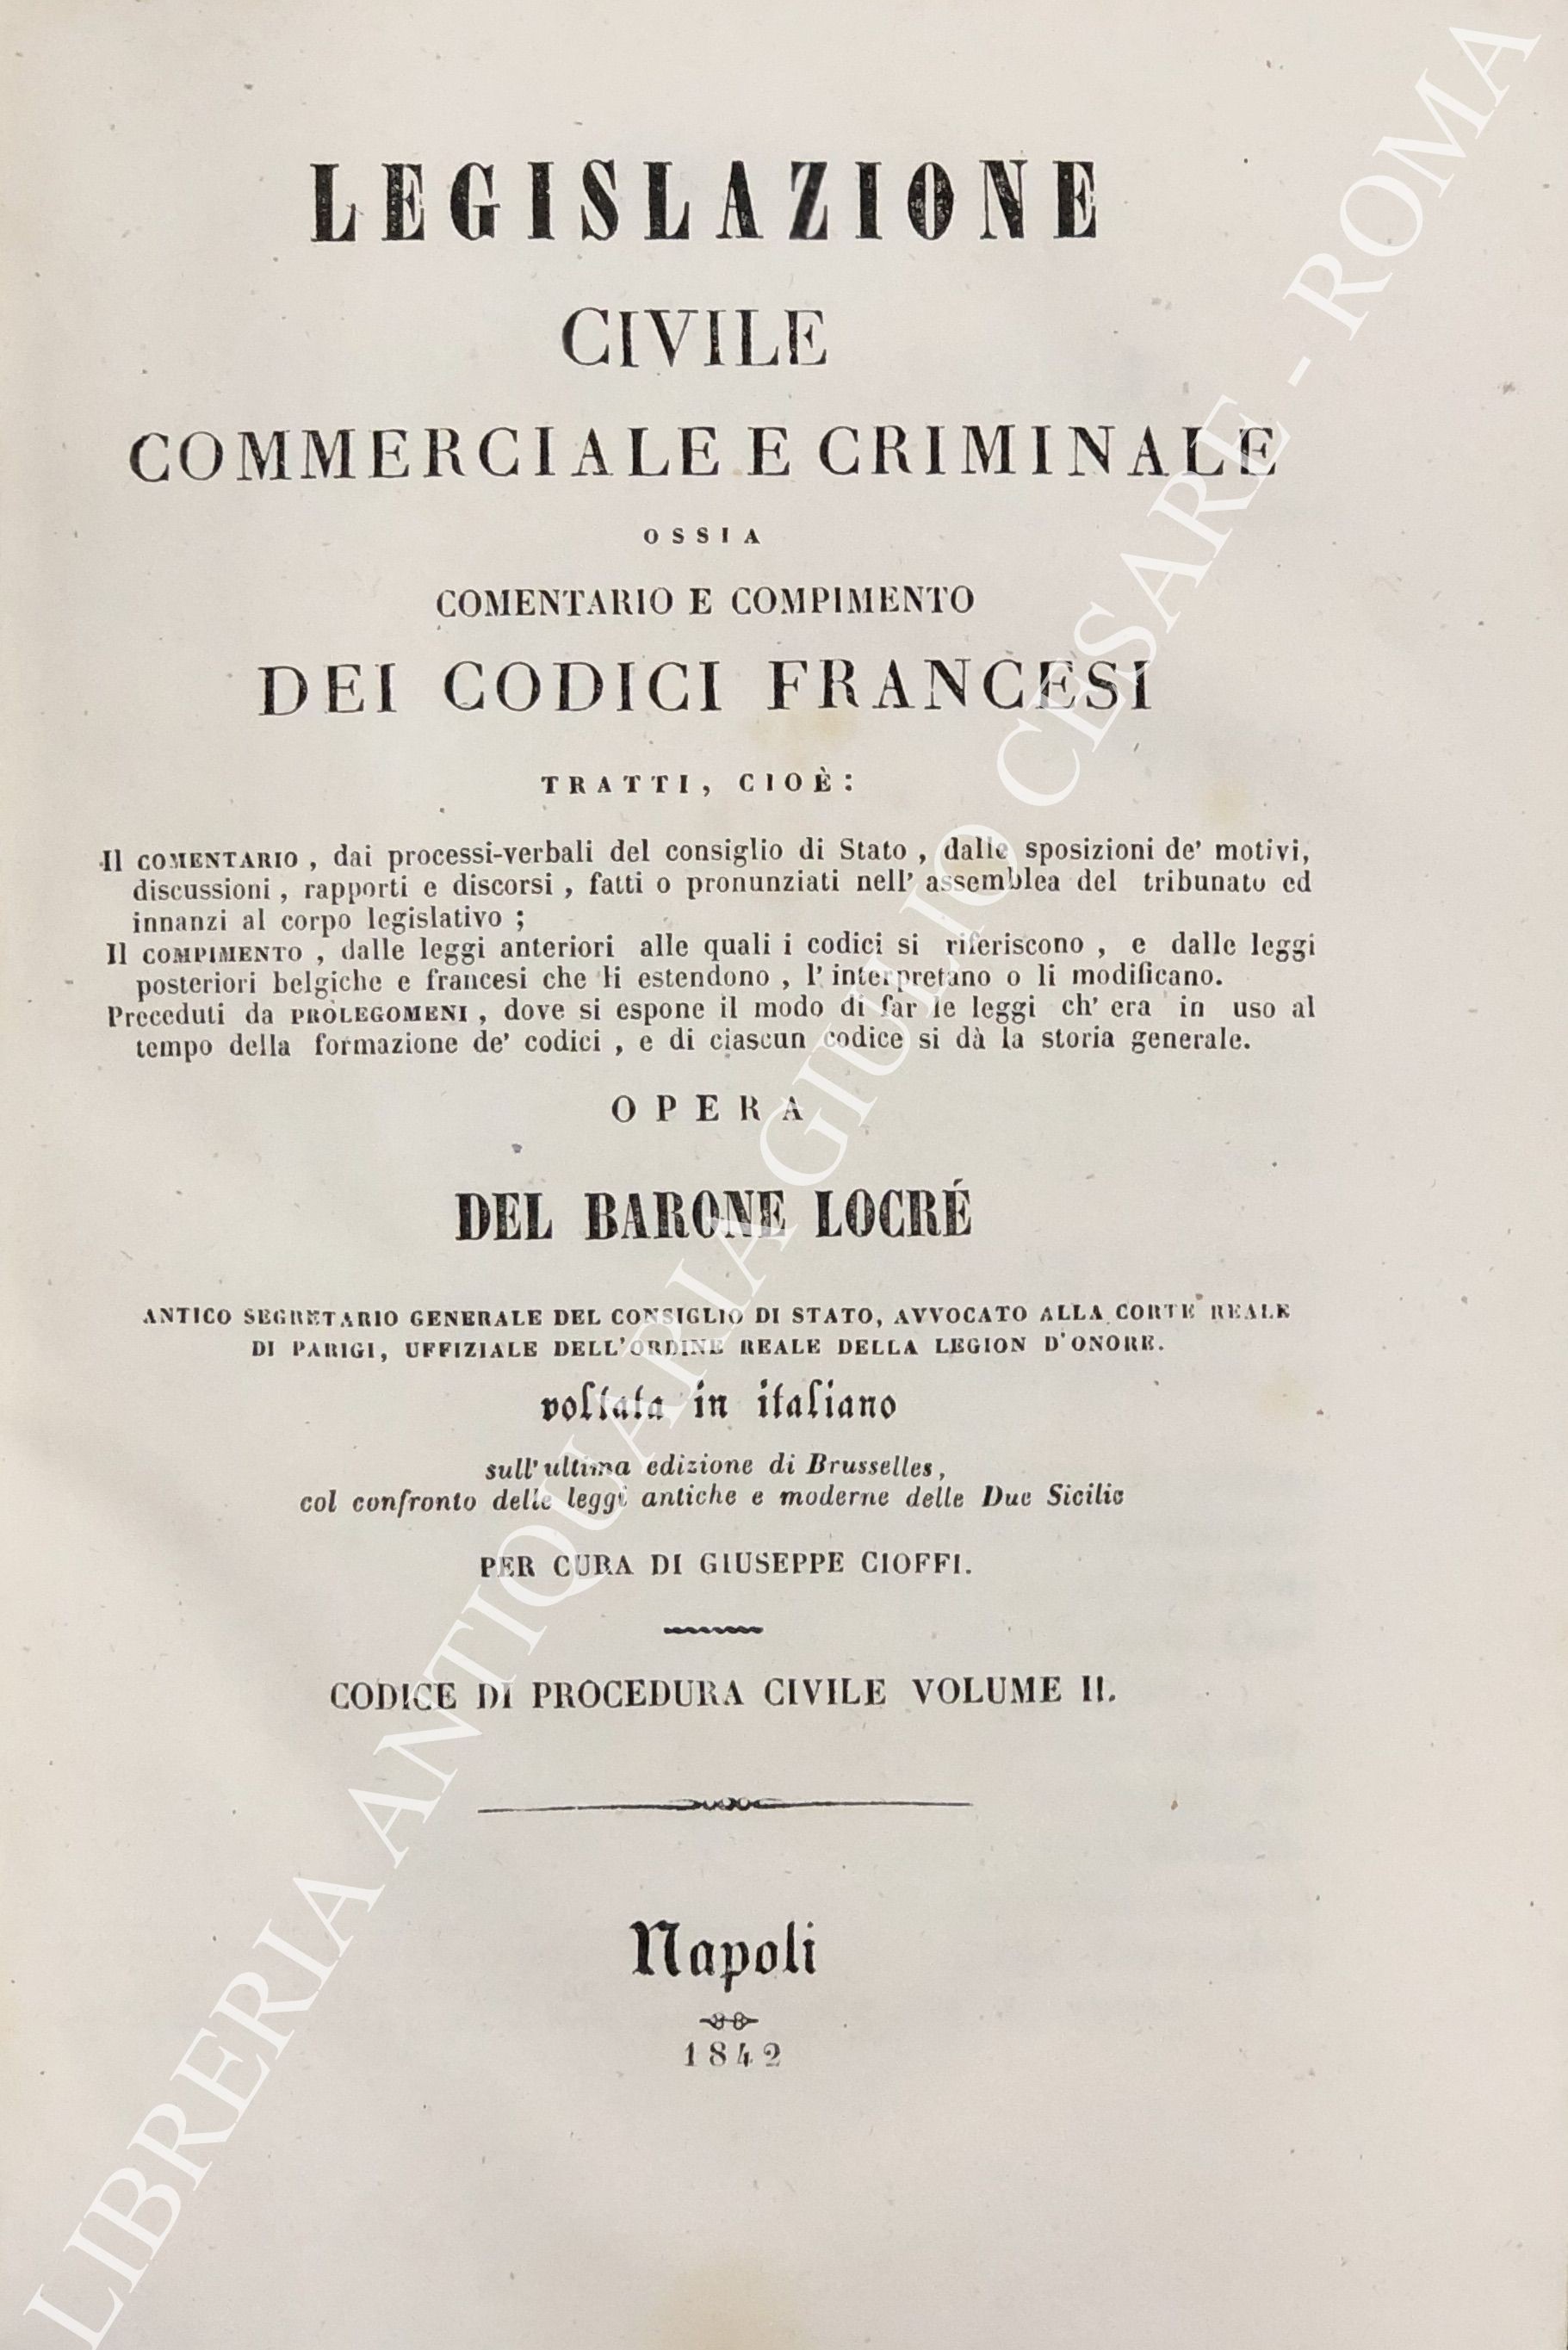 LEGISLAZIONE
CIVILE
COMMERCIALE E CRIMINALE
OSSIA
COMENTARIO E COMPIMENTO
DEI CODICI FRANCESI
TRATTI, CIOÈ:
Il COMENTARIO, dai processi-verbali del consiglio di Stato, dalle sposizioni de' motivi,
discussioni, rapporti e discorsi, fatti o pronunziati nell' assemblea del tribunato ed
innanzi al corpo legislativo;
Il COMPIMENTO, dalle leggi anteriori alle quali i codici si riferiscono, e dalle leggi
posteriori belgiche e francesi che li estendono, l' interpretano o li modificano.
Preceduti da PROLEGOMENI, dove si espone il modo di far le leggi ch' era in uso al
tempo della formazione de' codici, e di ciascun codice si dà la storia generale.
OPERA
DEL BARONE LOCRÉ
ANTICO SEGRETARIO GENERALE DEL CONSIGLIO DI STATO, AVVOCATO ALLA CORTE REALE
DI PARIGI, UFFIZIALE DELL'ORDINE REALE DELLA LEGION D'ONORE.
voltata in italiano
sull' ultima edizione di Brusselles,
col confronto delle leggi antiche e moderne delle Due Sicilie
PER CURA DI GIUSEPPE CIOFFI.
CODICE DI PROCEDURA CIVILE VOLUME II.
Napoli
1842
LIBRERIA ANTIQUARIA GIULIO CESARE - ROMA